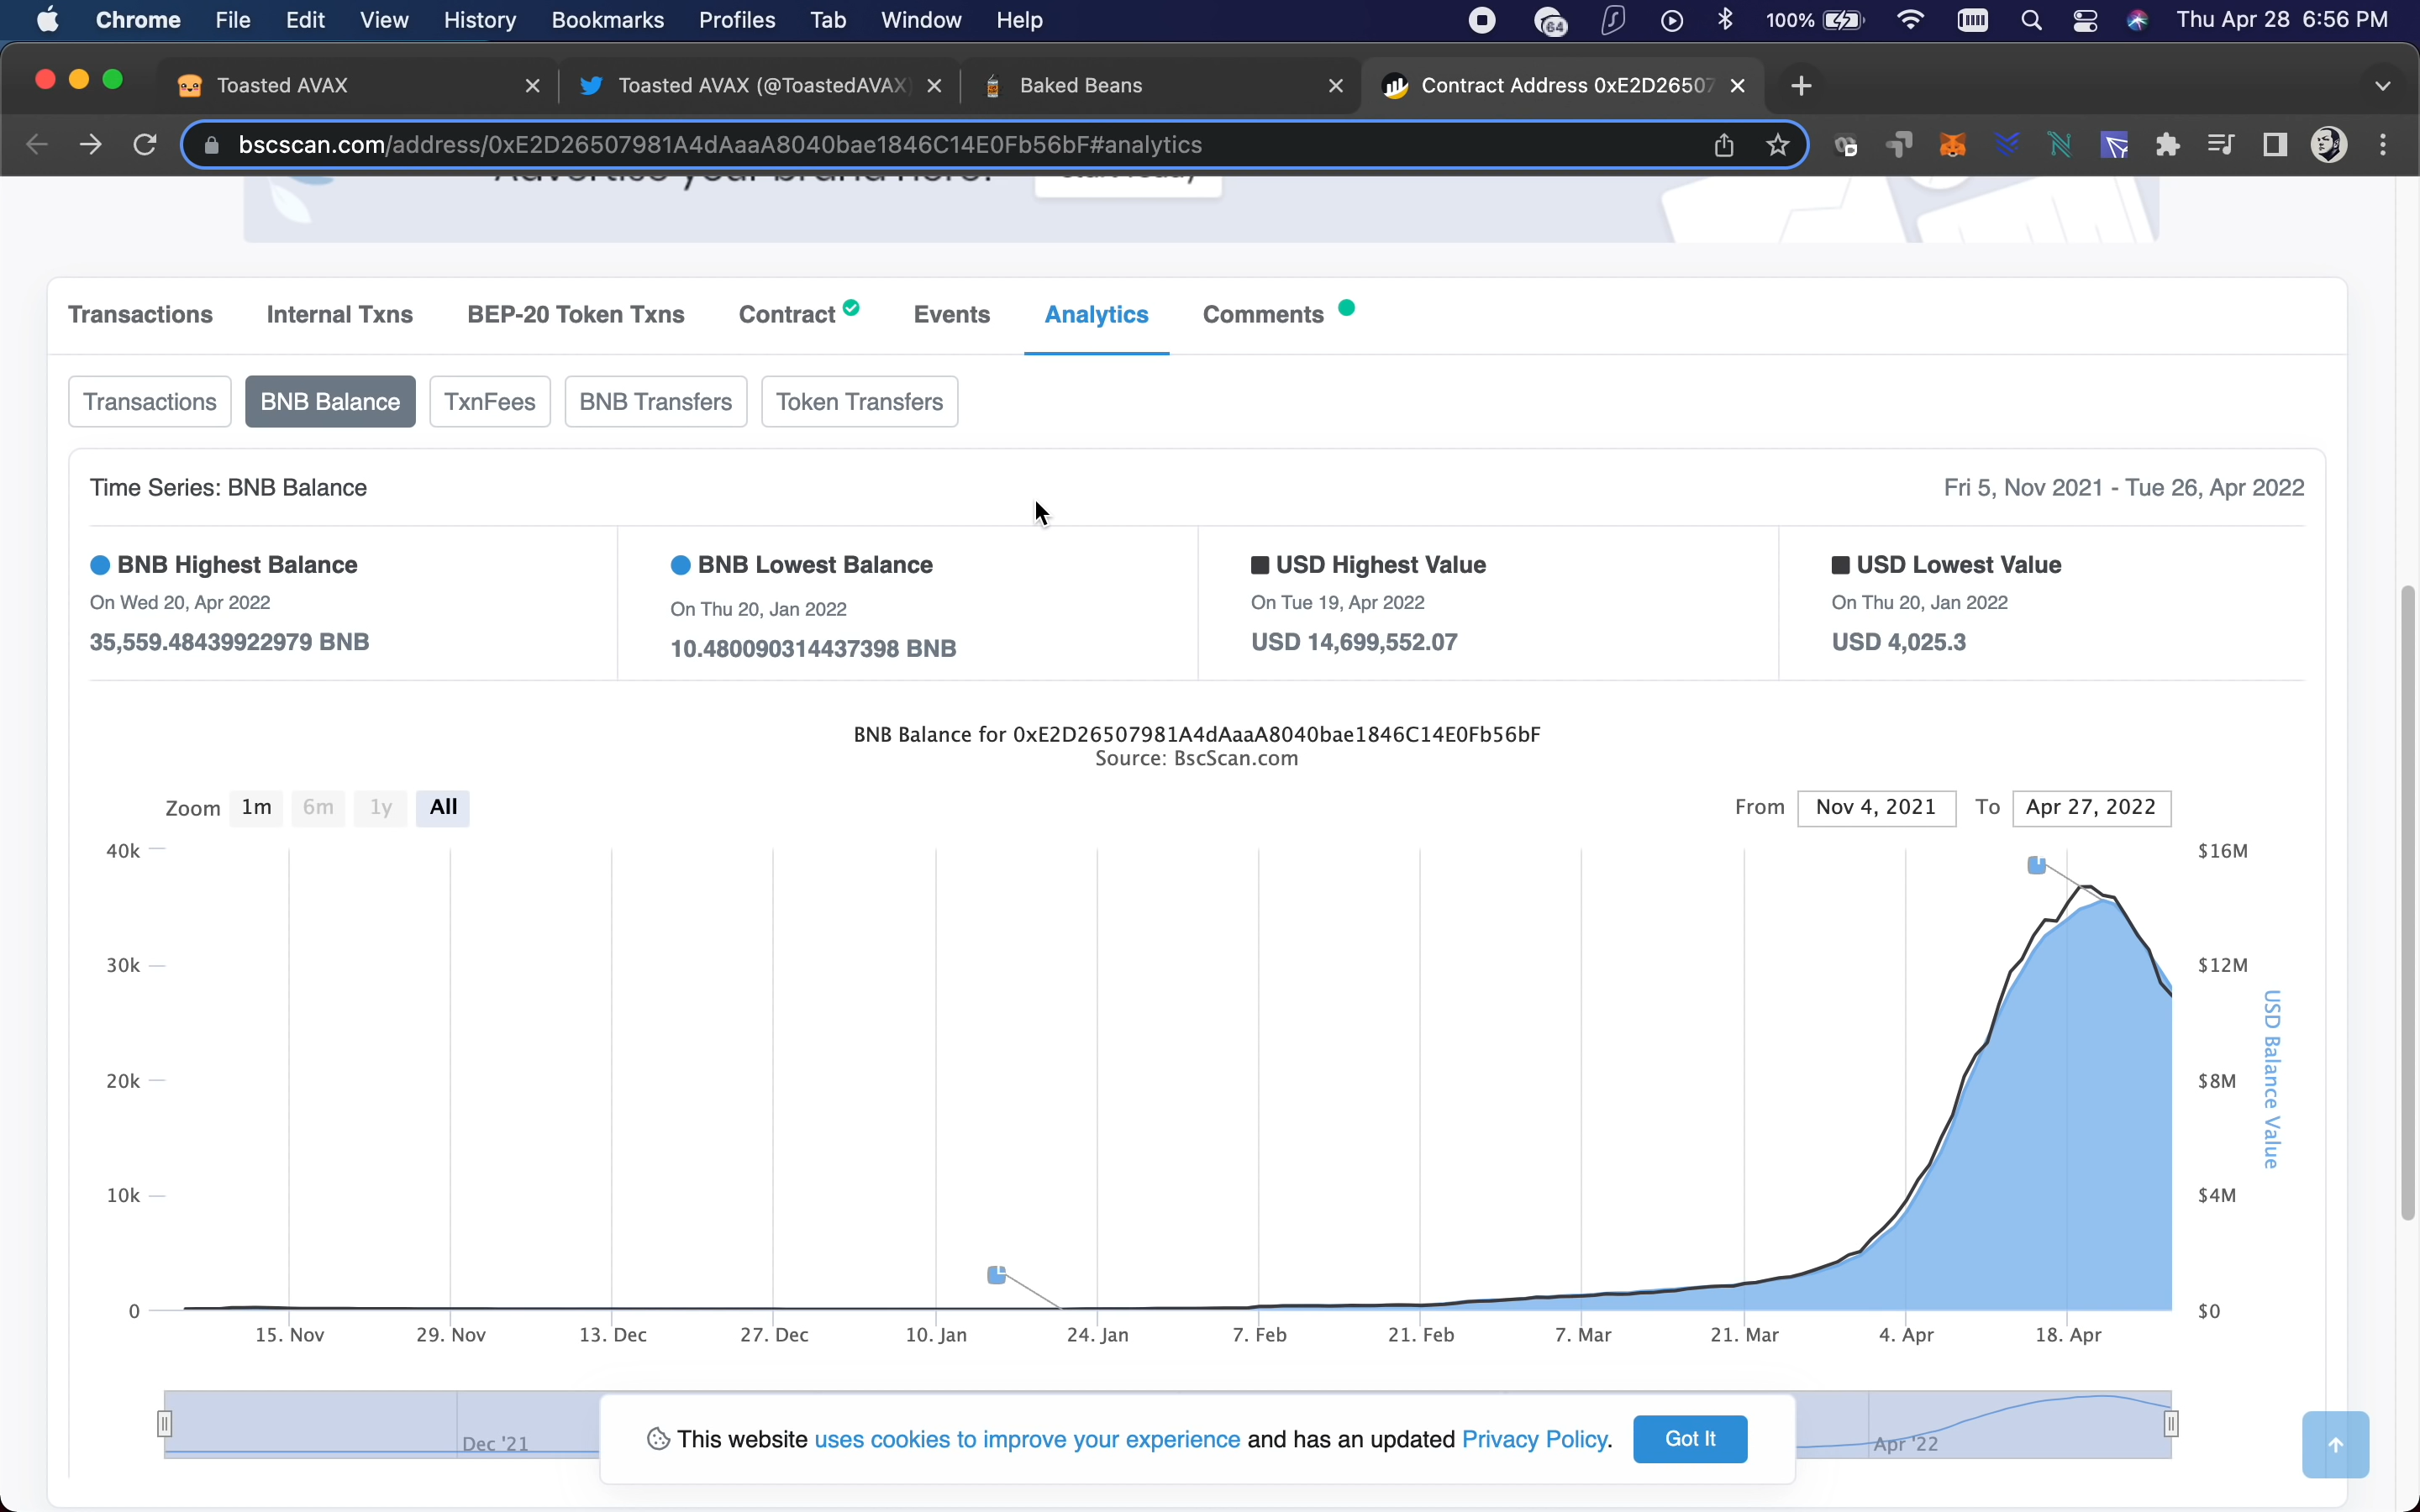 Chrome File Edit View History Bookmarks Profiles Tab Window Help 64 100% Thu Apr 28 6:56 PM
Toasted AVAX Toasted AVAX (@ToastedAVAX) Baked Beans Contract Address 0xE2D26507
bscscan.com/address/0xE2D26507981A4dAaaA8040bae1846C14E0Fb56bF#analytics
Advertise your brand here!
Transactions Internal Txns BEP-20 Token Txns Contract Events Analytics Comments
Transactions BNB Balance TxnFees BNB Transfers Token Transfers
Time Series: BNB Balance Fri 5, Nov 2021 - Tue 26, Apr 2022
BNB Highest Balance BNB Lowest Balance USD Highest Value USD Lowest Value
On Wed 20, Apr 2022 On Thu 20, Jan 2022 On Tue 19, Apr 2022 On Thu 20, Jan 2022
35,559.48439922979 BNB 10.480090314437398 BNB USD 14,699,552.07 USD 4,025.3
BNB Balance for 0xE2D26507981A4dAaaA8040bae1846C14E0Fb56bF
Source: BscScan.com
Zoom 1m 6m 1y All From Nov 4, 2021 To Apr 27, 2022
40k $16M
30k $12M
USD Balance Value
20k $8M
10k $4M
0 $0
15. Nov 29. Nov 13. Dec 27. Dec 10. Jan 24. Jan 7. Feb 21. Feb 7. Mar 21. Mar 4. Apr 18. Apr
Dec '21 Apr '22
This website uses cookies to improve your experience and has an updated Privacy Policy. Got It